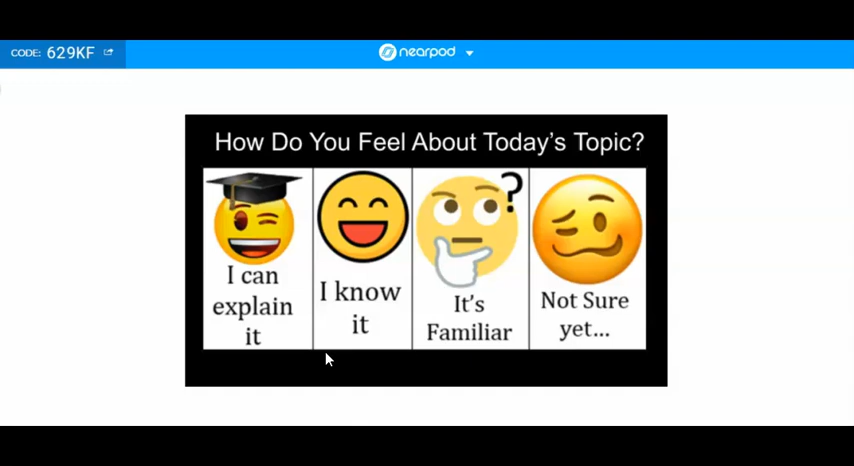 CODE: 629KF
nearpod
How Do You Feel About Today's Topic?
?
I can
explain
it
I know
it
It's
Familiar
Not Sure
yet...